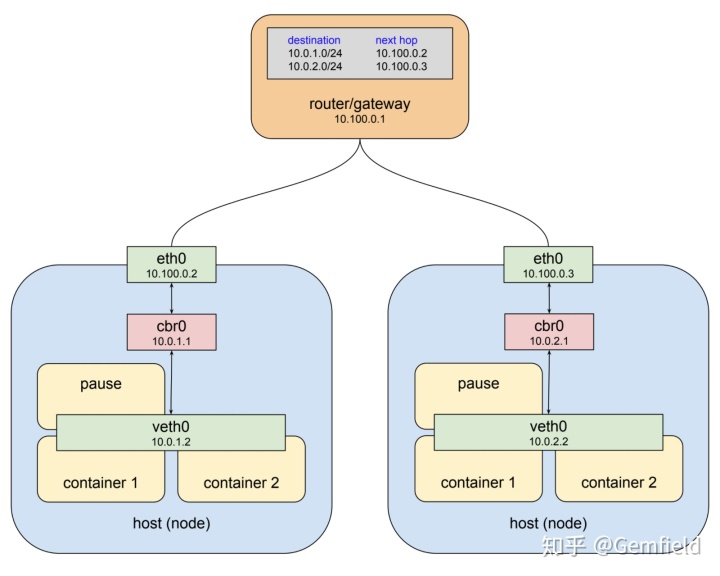 destination next hop
10.0.1.0/24 10.100.0.2
10.0.2.0/24 10.100.0.3
router/gateway
10.100.0.1
eth0
10.100.0.2
cbr0
10.0.1.1
pause
veth0
10.0.1.2
container 1
container 2
host (node)
eth0
10.100.0.3
cbr0
10.0.2.1
pause
veth0
10.0.2.2
container 1
container 2
host (node)
知乎 @Gemfield